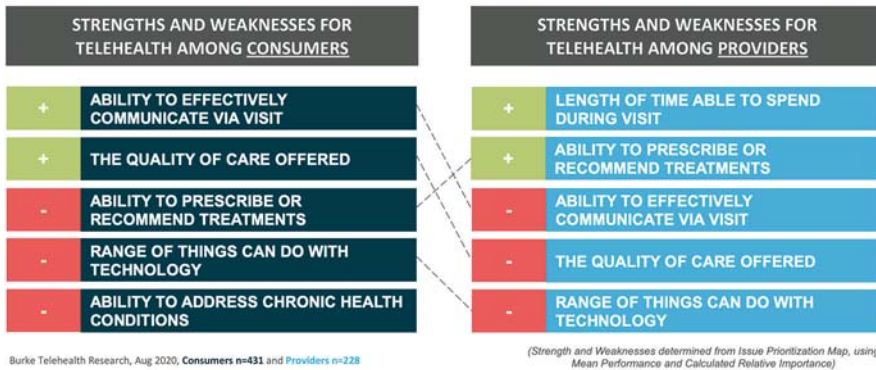 STRENGTHS AND WEAKNESSES FOR
TELEHEALTH AMONG CONSUMERS
+
ABILITY TO EFFECTIVELY
COMMUNICATE VIA VISIT
+
THE QUALITY OF CARE OFFERED
-
ABILITY TO PRESCRIBE OR
RECOMMEND TREATMENTS
-
RANGE OF THINGS CAN DO WITH
TECHNOLOGY
-
ABILITY TO ADDRESS CHRONIC HEALTH
CONDITIONS
Burke Telehealth Research, Aug 2020, Consumers n=431 and Providers n=228
STRENGTHS AND WEAKNESSES FOR
TELEHEALTH AMONG PROVIDERS
+
LENGTH OF TIME ABLE TO SPEND
DURING VISIT
+
ABILITY TO PRESCRIBE OR
RECOMMEND TREATMENTS
-
ABILITY TO EFFECTIVELY
COMMUNICATE VIA VISIT
-
THE QUALITY OF CARE OFFERED
-
RANGE OF THINGS CAN DO WITH
TECHNOLOGY
(Strength and Weaknesses determined from Issue Prioritization Map, using
Mean Performance and Calculated Relative Importance)